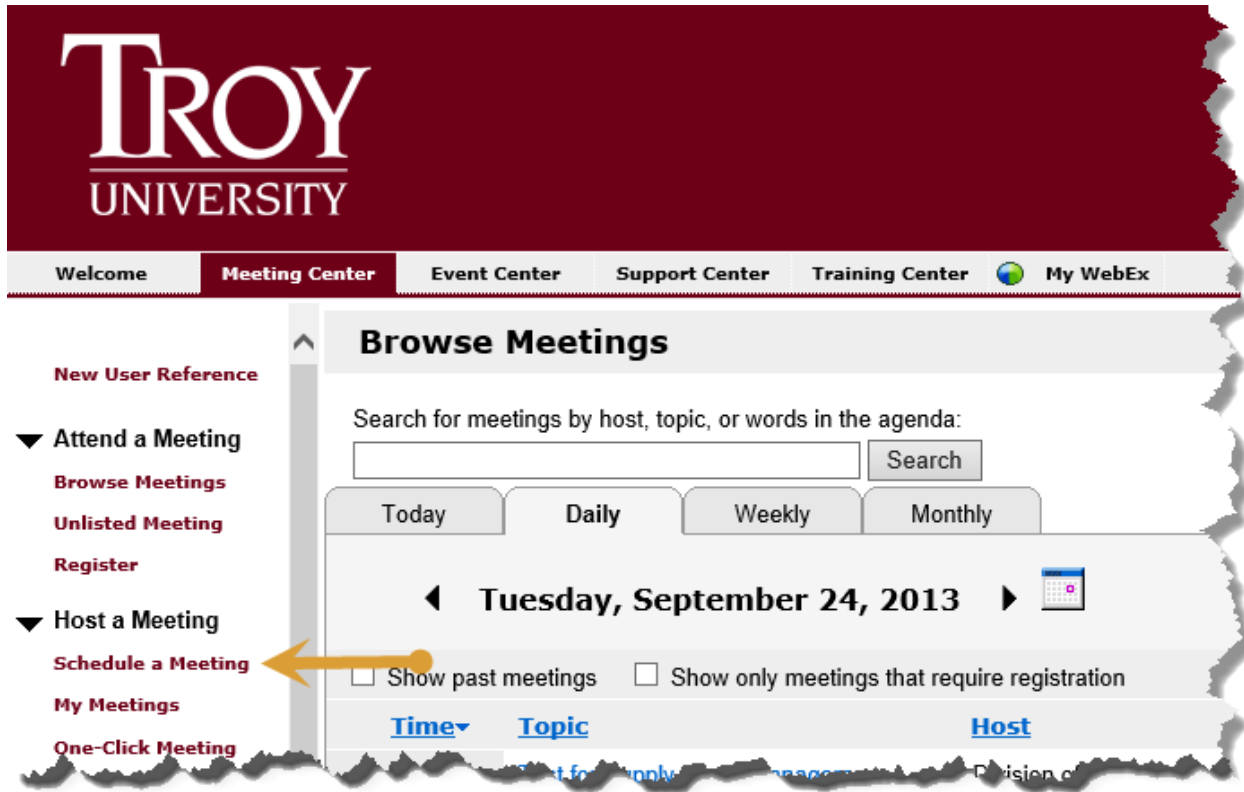 TROY
UNIVERSITY
Welcome Meeting Center Event Center Support Center Training Center My WebEx
New User Reference
Attend a Meeting
Browse Meetings
Unlisted Meeting
Register
Host a Meeting
Schedule a Meeting
My Meetings
One-Click Meeting
Browse Meetings
Search for meetings by host, topic, or words in the agenda:
Search
Today Daily Weekly Monthly
Tuesday, September 24, 2013
Show past meetings Show only meetings that require registration
Time Topic Host